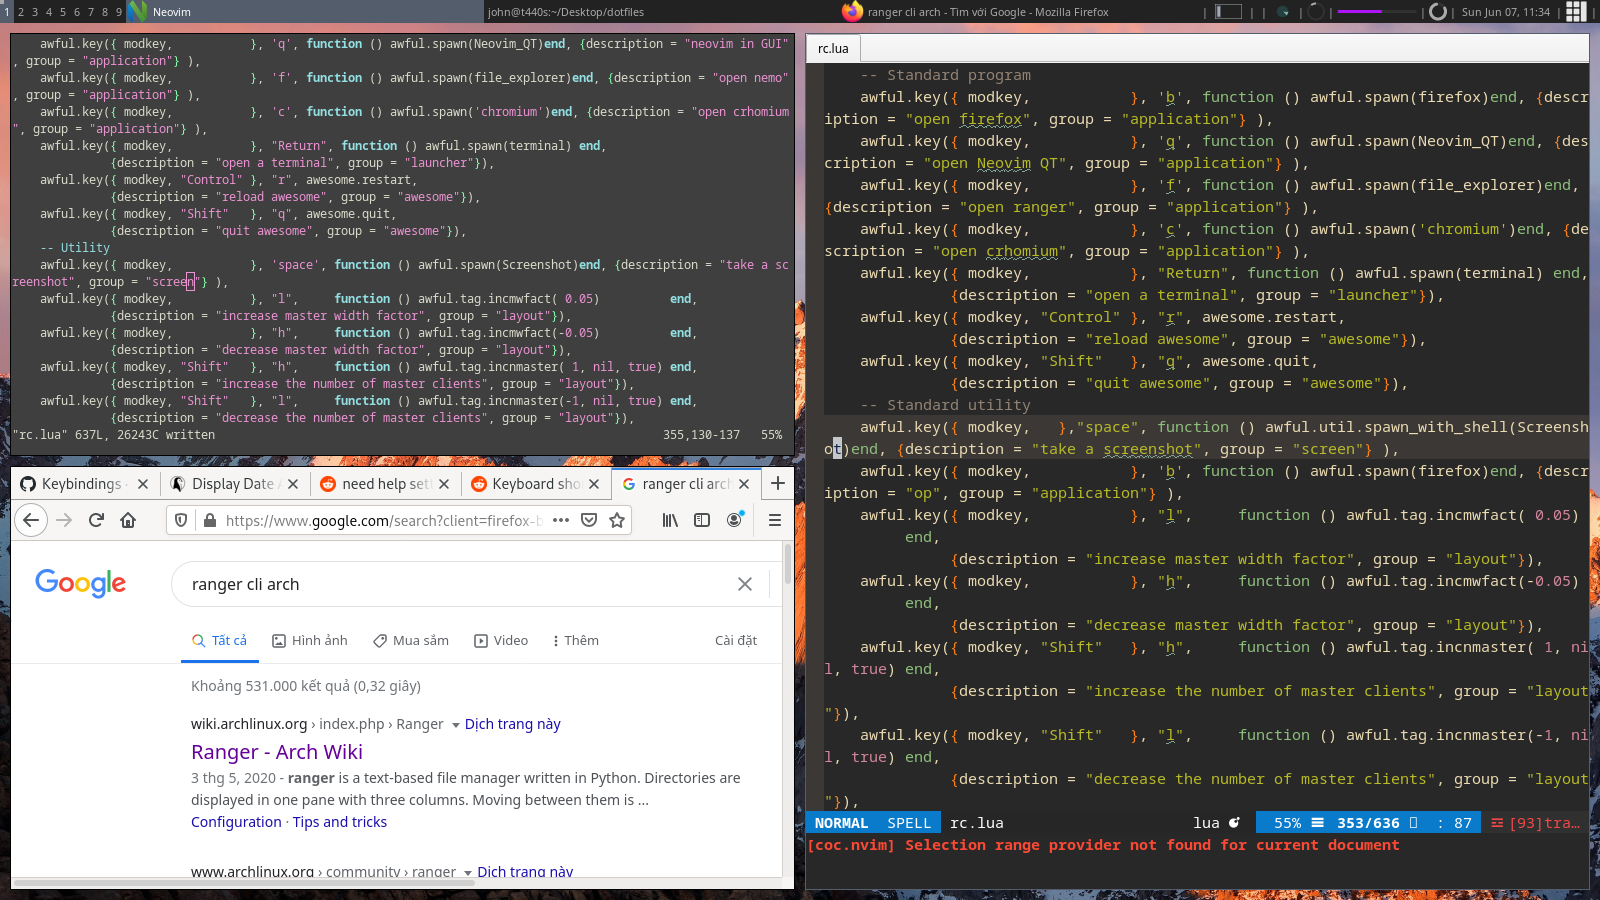 1 2 3 4 5 6 7 8 9 Neovim
john@t440s:~/Desktop/dotfiles
ranger cli arch - Tìm với Google - Mozilla Firefox
Sun Jun 07, 11:34
awful.key({ modkey,           }, 'q', function () awful.spawn(Neovim_QT)end, {description = "neovim in GUI"
, group = "application"} ),
awful.key({ modkey,           }, 'f', function () awful.spawn(file_explorer)end, {description = "open nemo"
, group = "application"} ),
awful.key({ modkey,           }, 'c', function () awful.spawn('chromium')end, {description = "open crhomium
", group = "application"} ),
awful.key({ modkey,           }, "Return", function () awful.spawn(terminal) end,
{description = "open a terminal", group = "launcher"}),
awful.key({ modkey, "Control" }, "r", awesome.restart,
{description = "reload awesome", group = "awesome"}),
awful.key({ modkey, "Shift"   }, "q", awesome.quit,
{description = "quit awesome", group = "awesome"}),
-- Utility
awful.key({ modkey,           }, 'space', function () awful.spawn(Screenshot)end, {description = "take a sc
reenshot", group = "screen"} ),
awful.key({ modkey,           }, "l",     function () awful.tag.incmwfact( 0.05)          end,
{description = "increase master width factor", group = "layout"}),
awful.key({ modkey,           }, "h",     function () awful.tag.incmwfact(-0.05)          end,
{description = "decrease master width factor", group = "layout"}),
awful.key({ modkey, "Shift"   }, "h",     function () awful.tag.incnmaster( 1, nil, true) end,
{description = "increase the number of master clients", group = "layout"}),
awful.key({ modkey, "Shift"   }, "l",     function () awful.tag.incnmaster(-1, nil, true) end,
{description = "decrease the number of master clients", group = "layout"}),
"rc.lua" 637L, 26243C written 355,130-137 55%
Keybindings -
Display Date A
need help sett
Keyboard sho
ranger cli arch
https://www.google.com/search?client=firefox-b
Google
ranger cli arch
Tất cả
Hình ảnh
Mua sắm
Video
Thêm
Cài đặt
Khoảng 531.000 kết quả (0,32 giây)
wiki.archlinux.org › index.php › Ranger Dịch trang này
Ranger - Arch Wiki
3 thg 5, 2020 - ranger is a text-based file manager written in Python. Directories are
displayed in one pane with three columns. Moving between them is ...
Configuration · Tips and tricks
www.archlinux.org › community › ranger Dịch trang này
rc.lua
-- Standard program
awful.key({ modkey,           }, 'b', function () awful.spawn(firefox)end, {descr
iption = "open firefox", group = "application"} ),
awful.key({ modkey,           }, 'q', function () awful.spawn(Neovim_QT)end, {des
cription = "open Neovim QT", group = "application"} ),
awful.key({ modkey,           }, 'f', function () awful.spawn(file_explorer)end,
{description = "open ranger", group = "application"} ),
awful.key({ modkey,           }, 'c', function () awful.spawn('chromium')end, {de
scription = "open crhomium", group = "application"} ),
awful.key({ modkey,           }, "Return", function () awful.spawn(terminal) end,
{description = "open a terminal", group = "launcher"}),
awful.key({ modkey, "Control" }, "r", awesome.restart,
{description = "reload awesome", group = "awesome"}),
awful.key({ modkey, "Shift"   }, "q", awesome.quit,
{description = "quit awesome", group = "awesome"}),
-- Standard utility
awful.key({ modkey,   },"space", function () awful.util.spawn_with_shell(Screensh
ot)end, {description = "take a screenshot", group = "screen"} ),
awful.key({ modkey,           }, 'b', function () awful.spawn(firefox)end, {descr
iption = "op", group = "application"} ),
awful.key({ modkey,           }, "l",     function () awful.tag.incmwfact( 0.05)
end,
{description = "increase master width factor", group = "layout"}),
awful.key({ modkey,           }, "h",     function () awful.tag.incmwfact(-0.05)
end,
{description = "decrease master width factor", group = "layout"}),
awful.key({ modkey, "Shift"   }, "h",     function () awful.tag.incnmaster( 1, ni
l, true) end,
{description = "increase the number of master clients", group = "layout
"}),
awful.key({ modkey, "Shift"   }, "l",     function () awful.tag.incnmaster(-1, ni
l, true) end,
{description = "decrease the number of master clients", group = "layout
"}),
NORMAL SPELL rc.lua lua 55% 353/636 : 87 [93]tra…
[coc.nvim] Selection range provider not found for current document